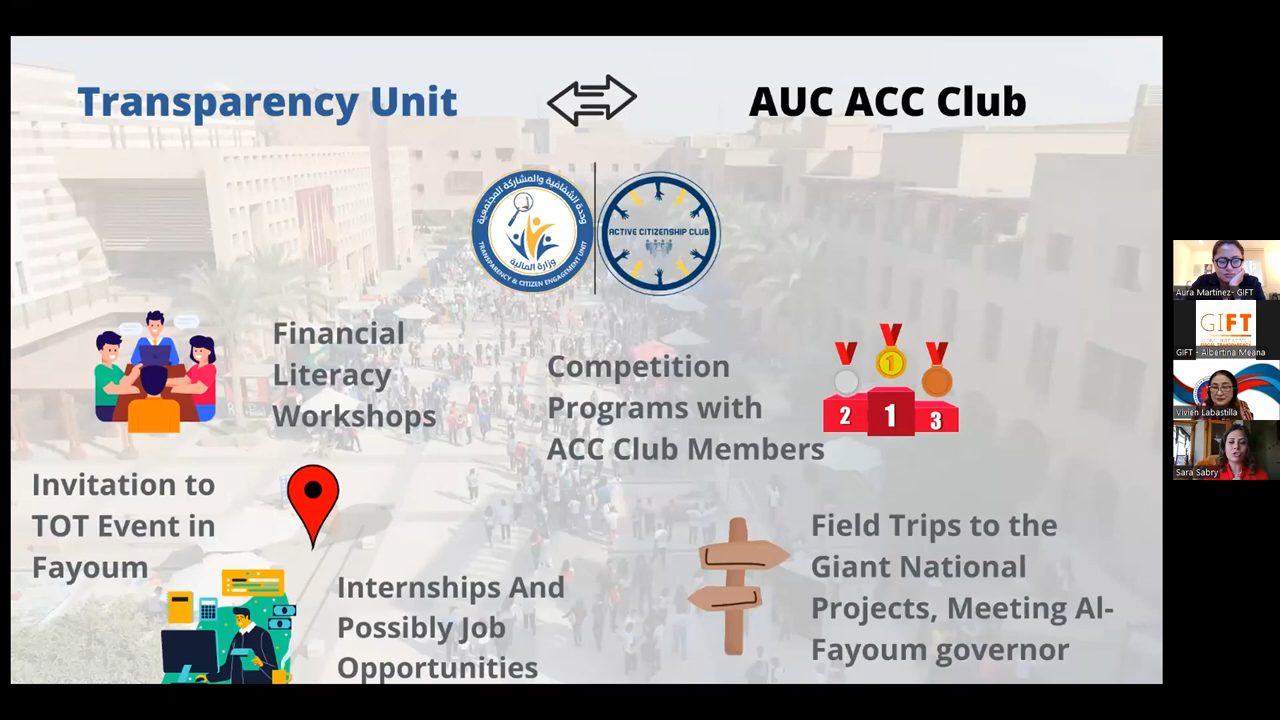 Transparency Unit
AUC ACC Club
وحدة الشفافية والمشاركة المجتمعية
وزارة المالية
TRANSPARENCY & CITIZEN ENGAGEMENT UNIT
ACTIVE CITIZENSHIP CLUB
Financial
Literacy
Workshops
Competition
Programs with
ACC Club Members
1
2
1
3
Invitation to
TOT Event in
Fayoum
Internships And
Possibly Job
Opportunities
Field Trips to the
Giant National
Projects, Meeting Al-
Fayoum governor
Aura Martínez- GIFT
GIFT
GIFT - Albertina Meana
Vivien Labastilla
Sara Sabry